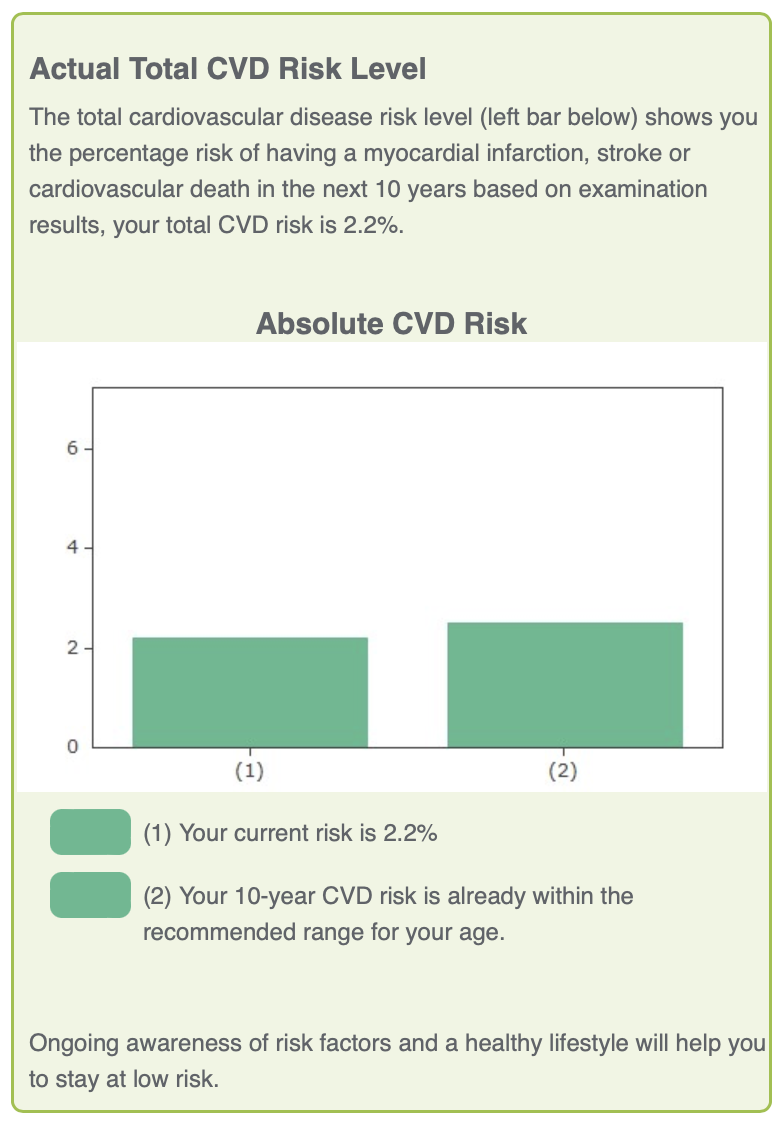 Actual Total CVD Risk Level
The total cardiovascular disease risk level (left bar below) shows you
the percentage risk of having a myocardial infarction, stroke or
cardiovascular death in the next 10 years based on examination
results, your total CVD risk is 2.2%.
Absolute CVD Risk
6
4
2
0
(1) (2)
(1) Your current risk is 2.2%
(2) Your 10-year CVD risk is already within the
recommended range for your age.
Ongoing awareness of risk factors and a healthy lifestyle will help you
to stay at low risk.